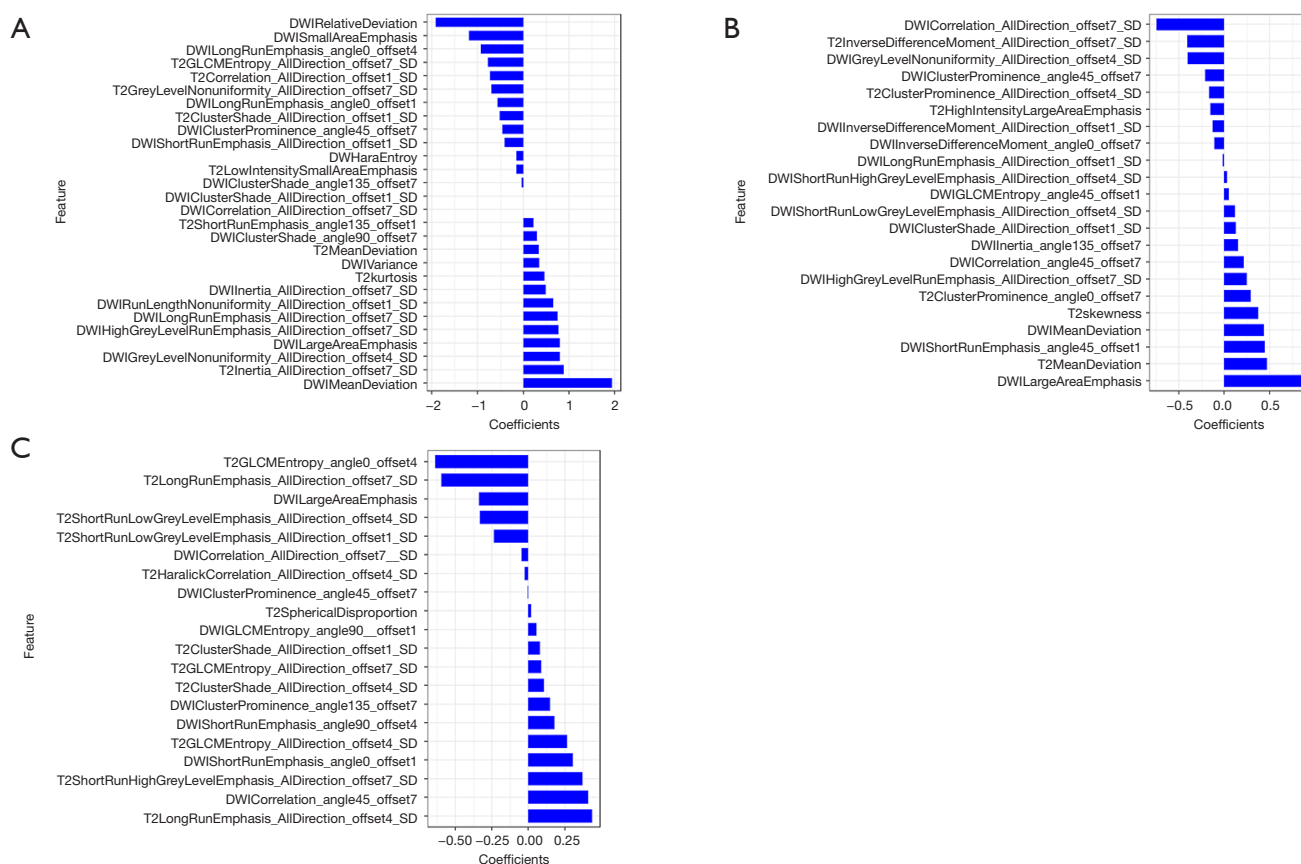 A
Feature
DWIRelativeDeviation
DWISmallAreaEmphasis
DWILongRunEmphasis_angle0_offset4
T2GLCMEntropy_AllDirection_offset7_SD
T2Correlation_AllDirection_offset1_SD
T2GreyLevelNonuniformity_AllDirection_offset7_SD
DWILongRunEmphasis_angle0_offset1
T2ClusterShade_AllDirection_offset1_SD
DWIClusterProminence_angle45_offset7
DWIShortRunEmphasis_AllDirection_offset1_SD
DWHaraEntroy
T2LowIntensitySmallAreaEmphasis
DWIClusterShade_angle135_offset7
DWIClusterShade_AllDirection_offset1_SD
DWICorrelation_AllDirection_offset7_SD
T2ShortRunEmphasis_angle135_offset1
DWIClusterShade_angle90_offset7
T2MeanDeviation
DWIVariance
T2kurtosis
DWIInertia_AllDirection_offset7_SD
DWIRunLengthNonuniformity_AllDirection_offset1_SD
DWILongRunEmphasis_AllDirection_offset7_SD
DWIHighGreyLevelRunEmphasis_AllDirection_offset7_SD
DWILargeAreaEmphasis
DWIGreyLevelNonuniformity_AllDirection_offset4_SD
T2Inertia_AllDirection_offset7_SD
DWIMeanDeviation
−2 −1 0 1 2
Coefficients
B
Feature
DWICorrelation_AllDirection_offset7_SD
T2InverseDifferenceMoment_AllDirection_offset7_SD
DWIGreyLevelNonuniformity_AllDirection_offset4_SD
DWIClusterProminence_angle45_offset7
T2ClusterProminence_AllDirection_offset4_SD
T2HighIntensityLargeAreaEmphasis
DWIInverseDifferenceMoment_AllDirection_offset1_SD
DWIInverseDifferenceMoment_angle0_offset7
DWILongRunEmphasis_AllDirection_offset1_SD
DWIShortRunHighGreyLevelEmphasis_AllDirection_offset4_SD
DWIGLCMEntropy_angle45_offset1
DWIShortRunLowGreyLevelEmphasis_AllDirection_offset4_SD
DWIClusterShade_AllDirection_offset1_SD
DWIInertia_angle135_offset7
DWICorrelation_angle45_offset7
DWIHighGreyLevelRunEmphasis_AllDirection_offset7_SD
T2ClusterProminence_angle0_offset7
T2skewness
DWIMeanDeviation
DWIShortRunEmphasis_angle45_offset1
T2MeanDeviation
DWILargeAreaEmphasis
−0.5 0.0 0.5
Coefficients
C
Feature
T2GLCMEntropy_angle0_offset4
T2LongRunEmphasis_AllDirection_offset7_SD
DWILargeAreaEmphasis
T2ShortRunLowGreyLevelEmphasis_AllDirection_offset4_SD
T2ShortRunLowGreyLevelEmphasis_AllDirection_offset1_SD
DWICorrelation_AllDirection_offset7__SD
T2HaralickCorrelation_AllDirection_offset4_SD
DWIClusterProminence_angle45_offset7
T2SphericalDisproportion
DWIGLCMEntropy_angle90__offset1
T2ClusterShade_AllDirection_offset1_SD
T2GLCMEntropy_AllDirection_offset7_SD
T2ClusterShade_AllDirection_offset4_SD
DWIClusterProminence_angle135_offset7
DWIShortRunEmphasis_angle90_offset4
T2GLCMEntropy_AllDirection_offset4_SD
DWIShortRunEmphasis_angle0_offset1
T2ShortRunHighGreyLevelEmphasis_AlDirection_offset7_SD
DWICorrelation_angle45_offset7
T2LongRunEmphasis_AllDirection_offset4_SD
−0.50 −0.25 0.00 0.25
Coefficients